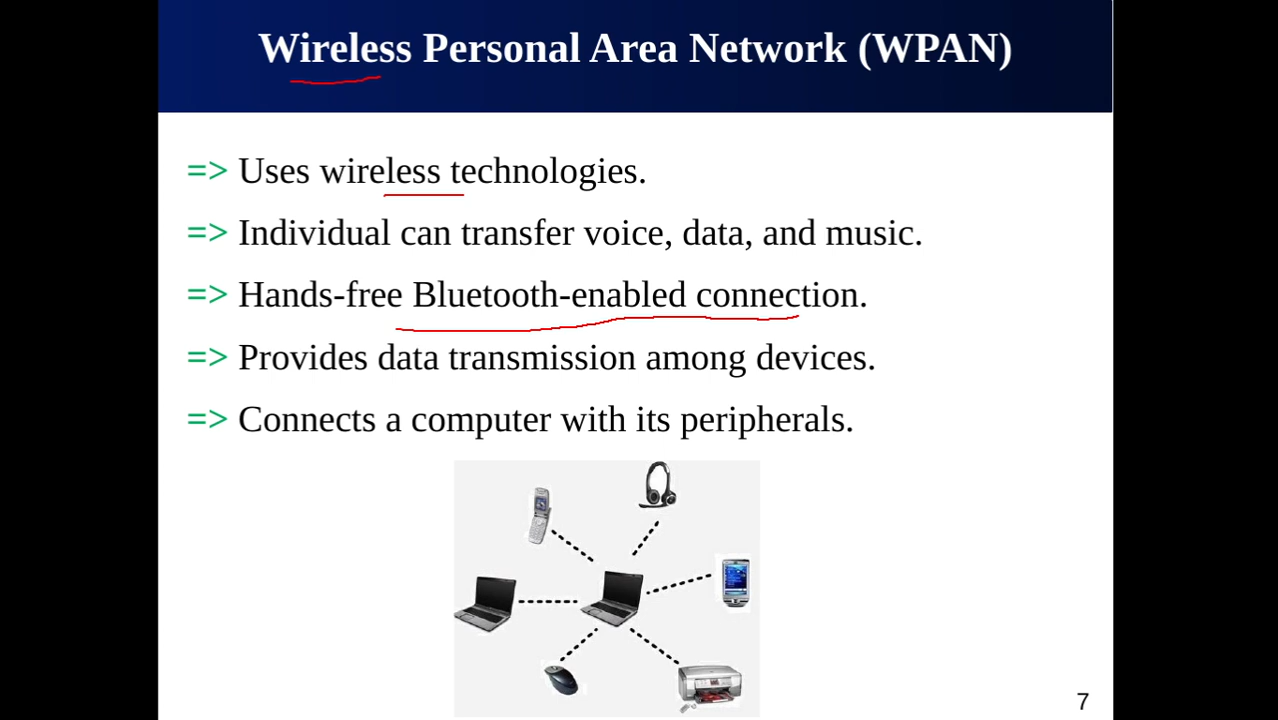 Wireless Personal Area Network (WPAN)
=> Uses wireless technologies.
=> Individual can transfer voice, data, and music.
=> Hands-free Bluetooth-enabled connection.
=> Provides data transmission among devices.
=> Connects a computer with its peripherals.
7